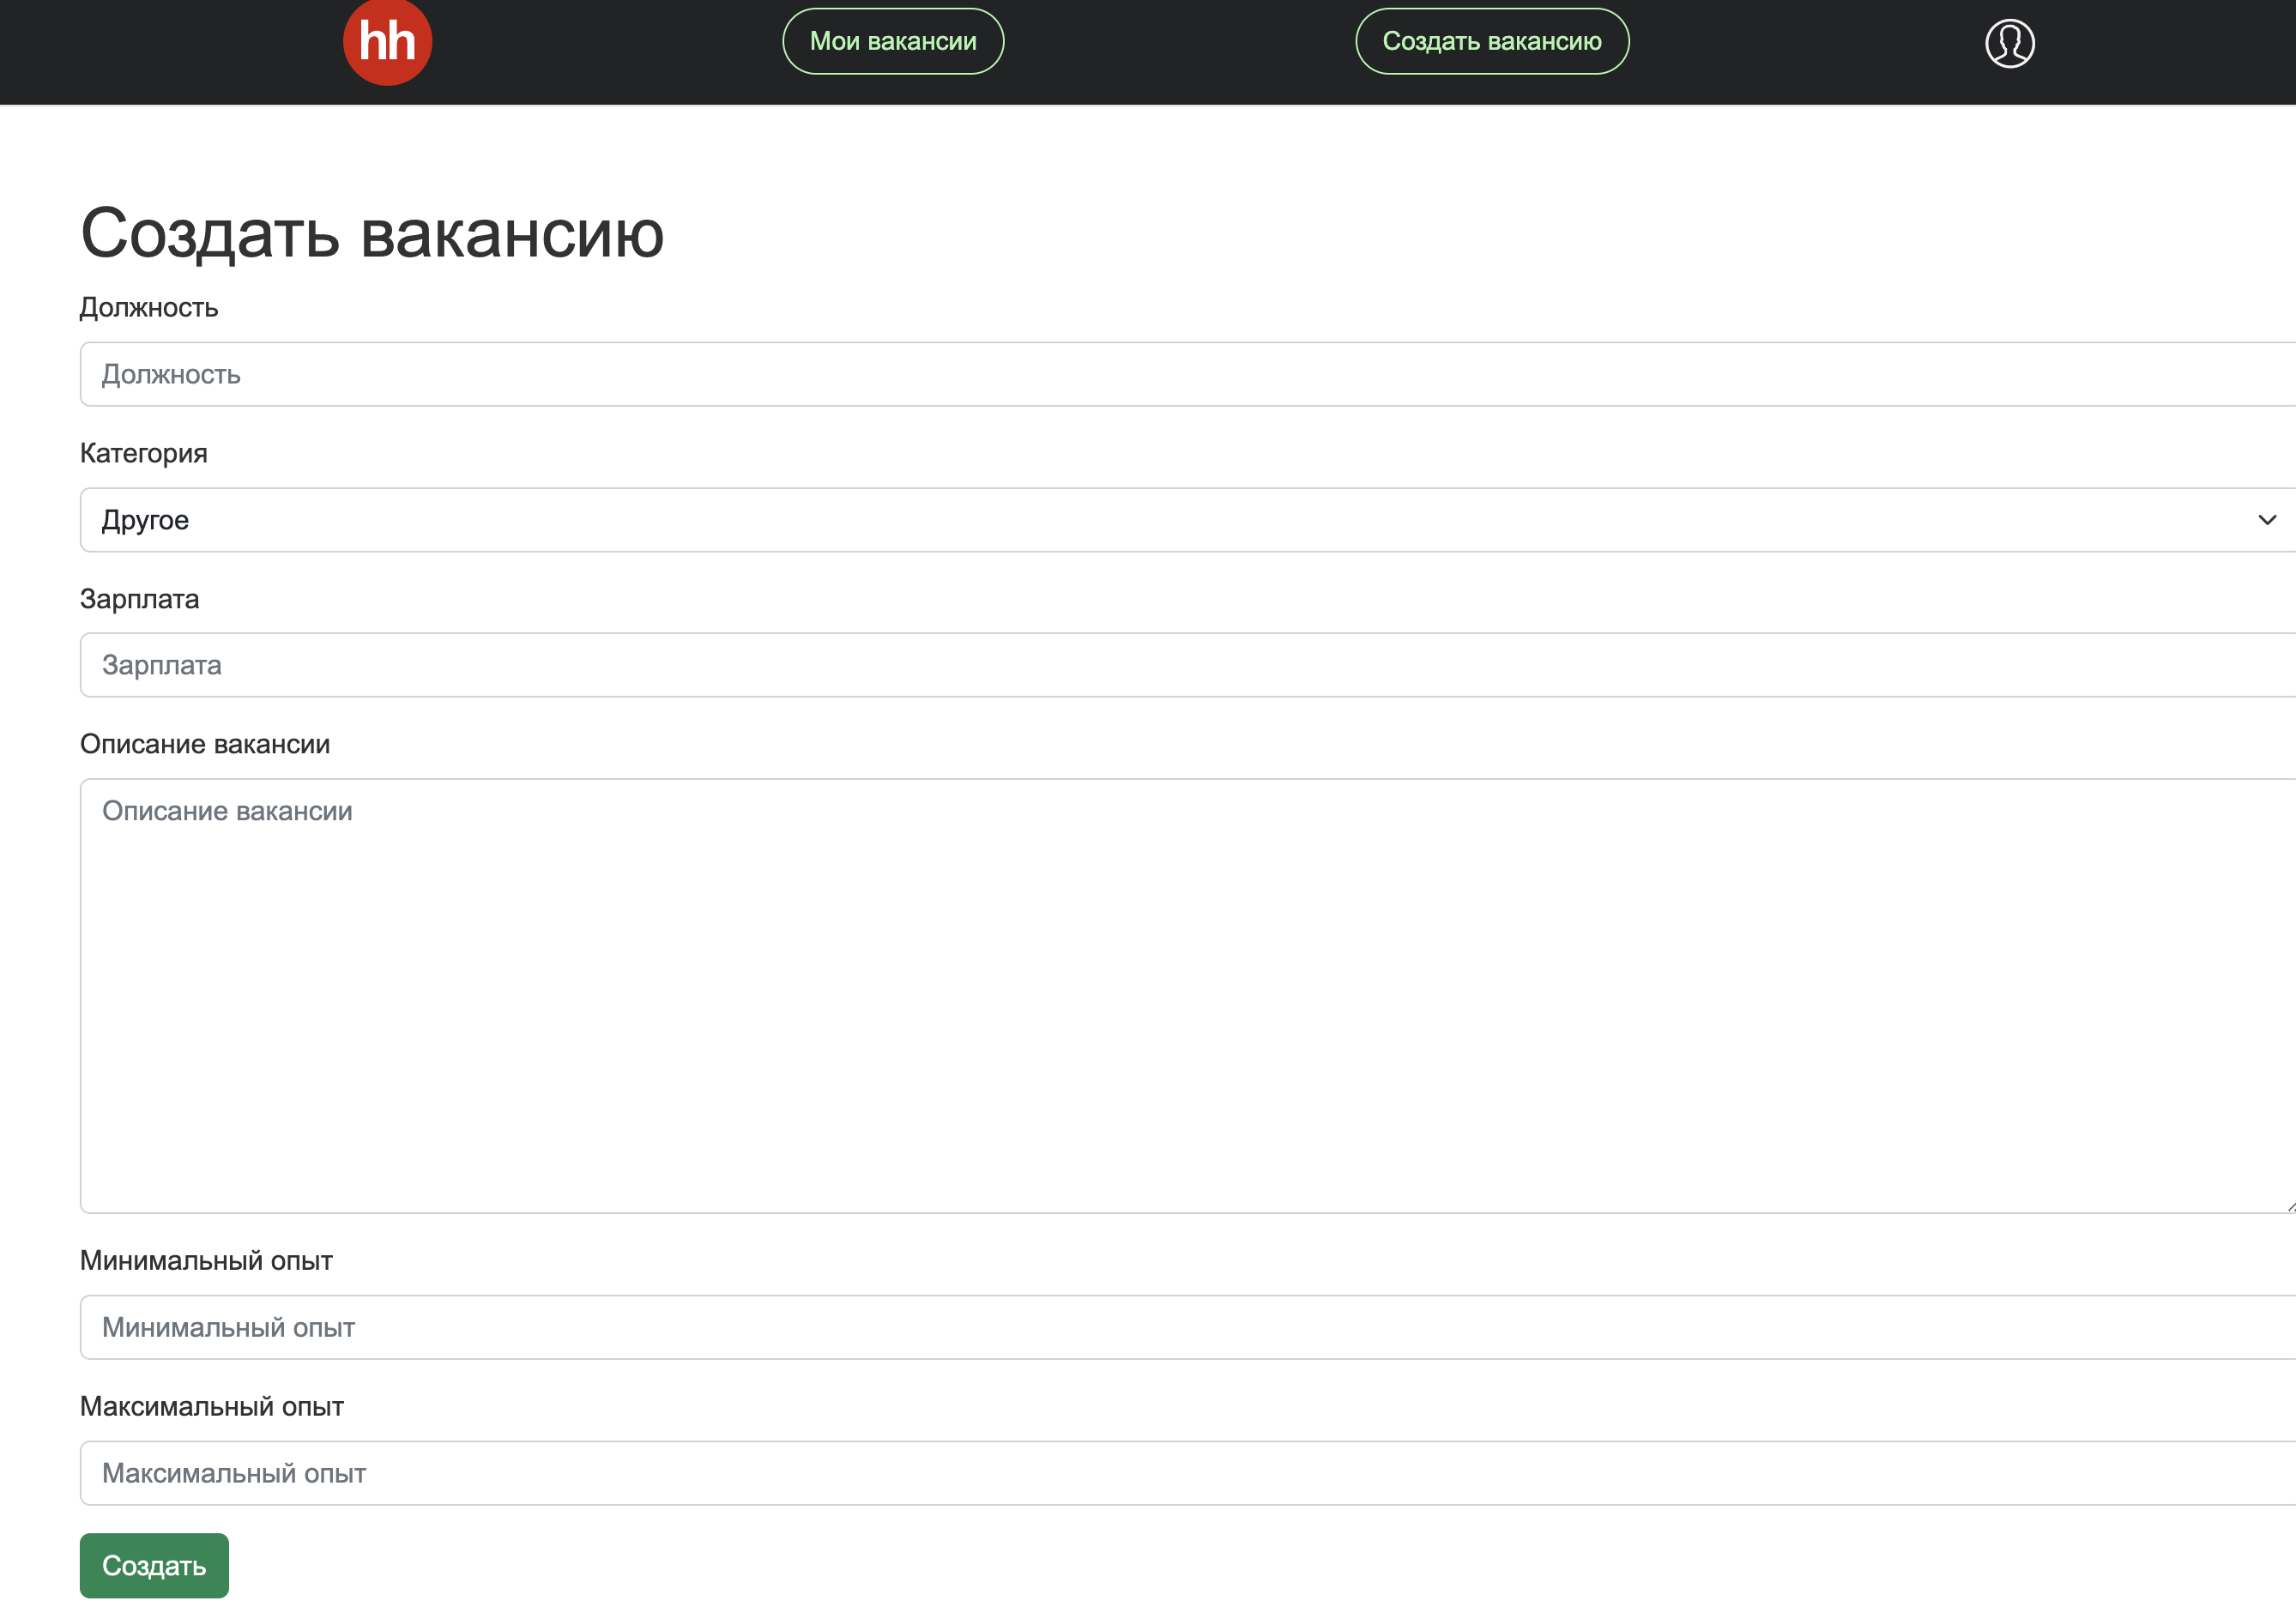 hh
Мои вакансии
Создать вакансию
Создать вакансию
Должность
Должность
Категория
Другое
Зарплата
Зарплата
Описание вакансии
Описание вакансии
Минимальный опыт
Минимальный опыт
Максимальный опыт
Максимальный опыт
Создать